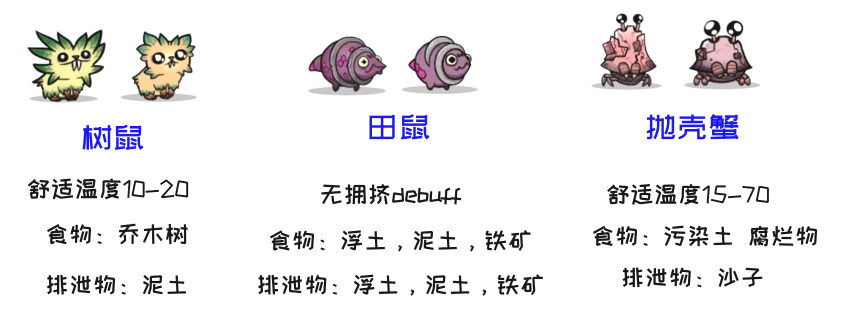 树鼠
舒适温度10-20
食物：乔木树
排泄物：泥土
田鼠
无拥挤debuff
食物：浮土，泥土，铁矿
排泄物：浮土，泥土，铁矿
抛壳蟹
舒适温度15-70
食物：污染土 腐烂物
排泄物：沙子